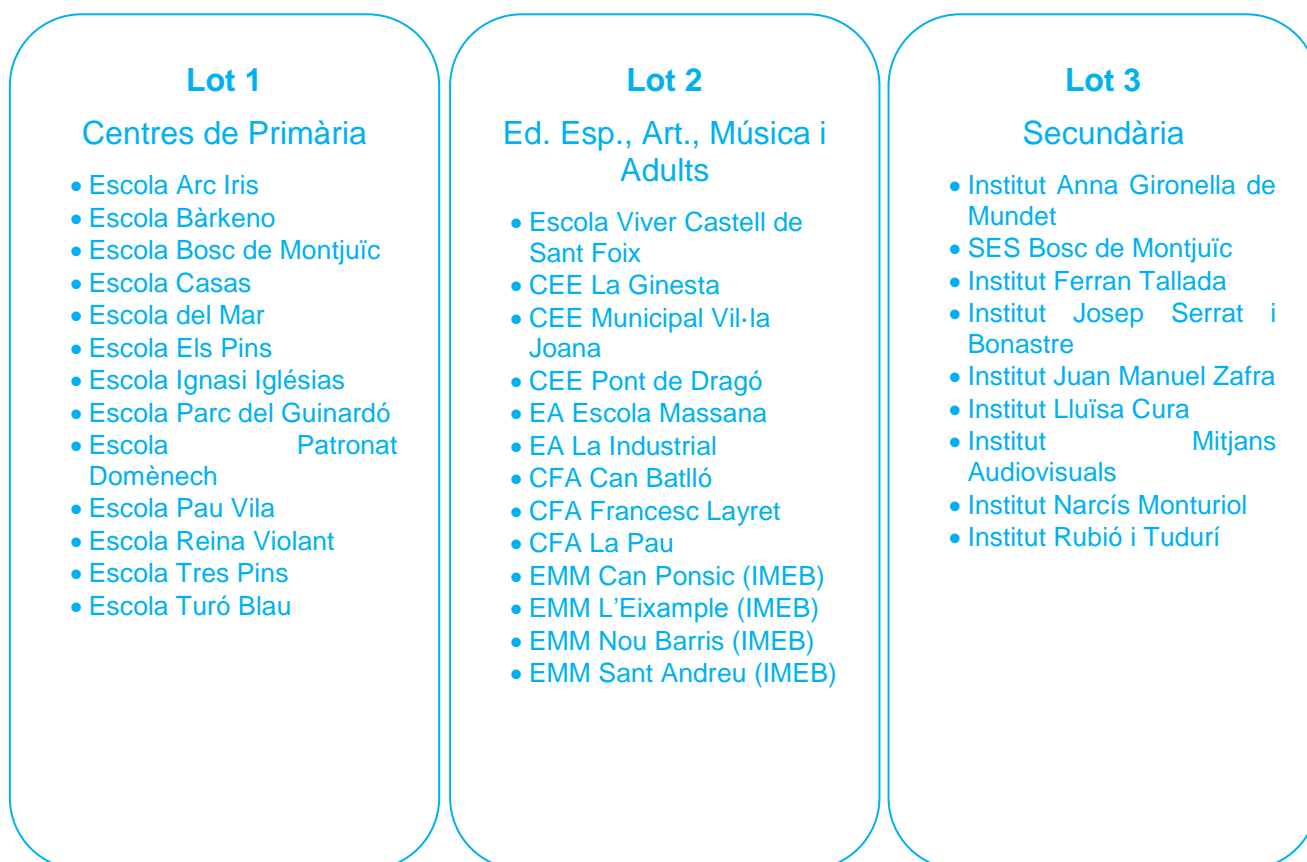 Lot 1
Centres de Primària
• Escola Arc Iris
• Escola Bàrkeno
• Escola Bosc de Montjuïc
• Escola Casas
• Escola del Mar
• Escola Els Pins
• Escola Ignasi Iglésias
• Escola Parc del Guinardó
• Escola Patronat
Domènech
• Escola Pau Vila
• Escola Reina Violant
• Escola Tres Pins
• Escola Turó Blau
Lot 2
Ed. Esp., Art., Música i
Adults
• Escola Viver Castell de
Sant Foix
• CEE La Ginesta
• CEE Municipal Vil·la
Joana
• CEE Pont de Dragó
• EA Escola Massana
• EA La Industrial
• CFA Can Batlló
• CFA Francesc Layret
• CFA La Pau
• EMM Can Ponsic (IMEB)
• EMM L’Eixample (IMEB)
• EMM Nou Barris (IMEB)
• EMM Sant Andreu (IMEB)
Lot 3
Secundària
• Institut Anna Gironella de
Mundet
• SES Bosc de Montjuïc
• Institut Ferran Tallada
• Institut Josep Serrat i
Bonastre
• Institut Juan Manuel Zafra
• Institut Lluïsa Cura
• Institut Mitjans
Audiovisuals
• Institut Narcís Monturiol
• Institut Rubió i Tudurí